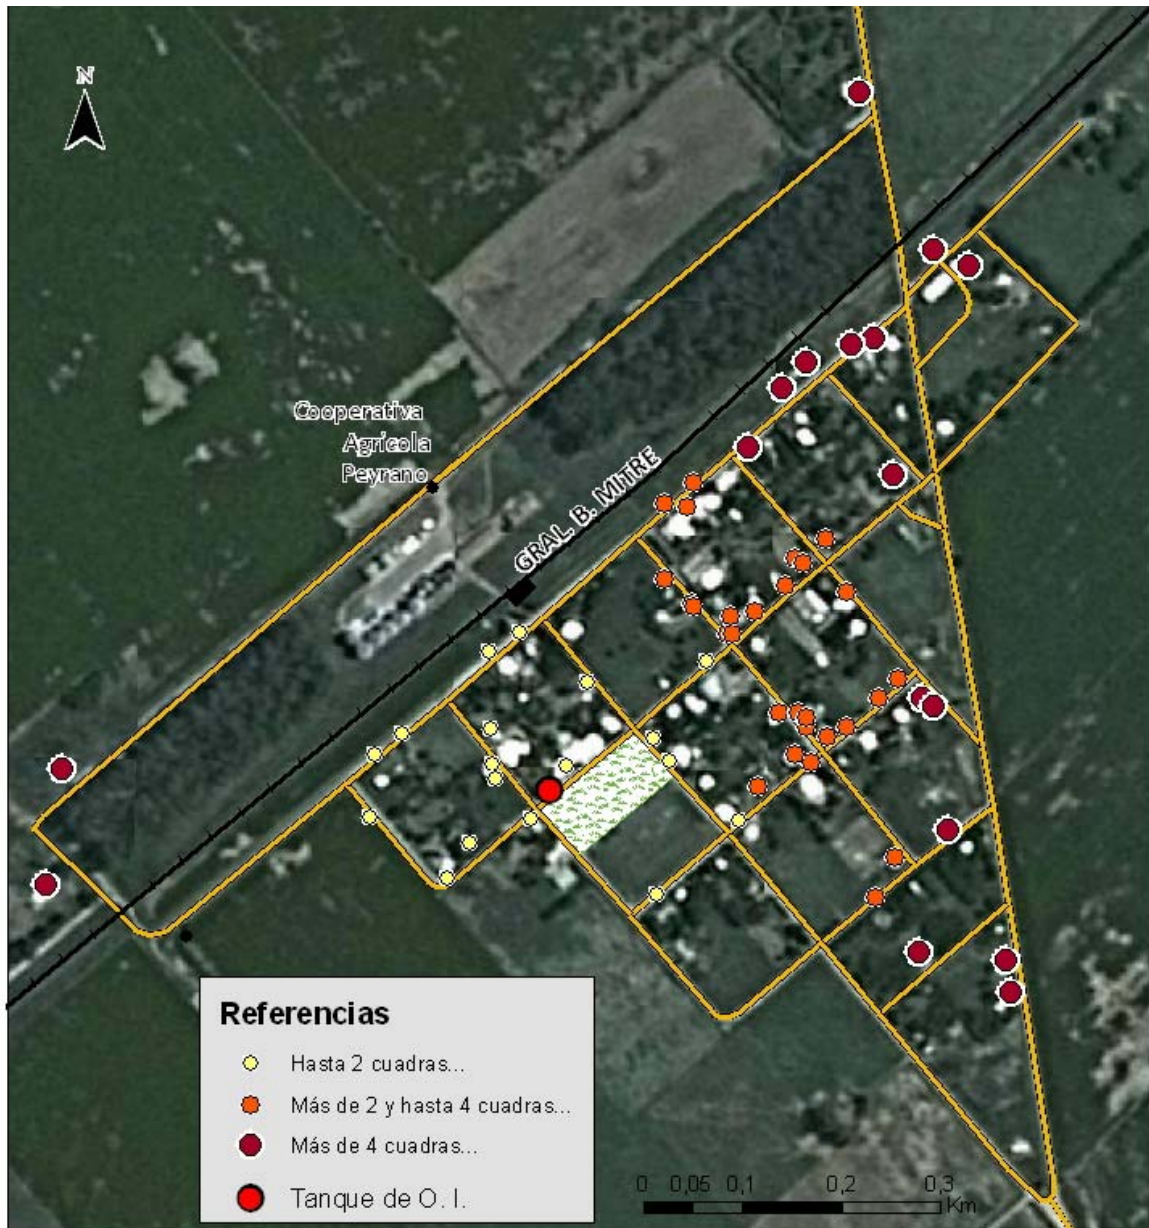 N
Cooperativa
Agrícola
Peyrano
GRAL. B. MITRE
Referencias
Hasta 2 cuadras...
Más de 2 y hasta 4 cuadras...
Más de 4 cuadras...
Tanque de O. I.
0 0,05 0,1 0,2 0,3
Km